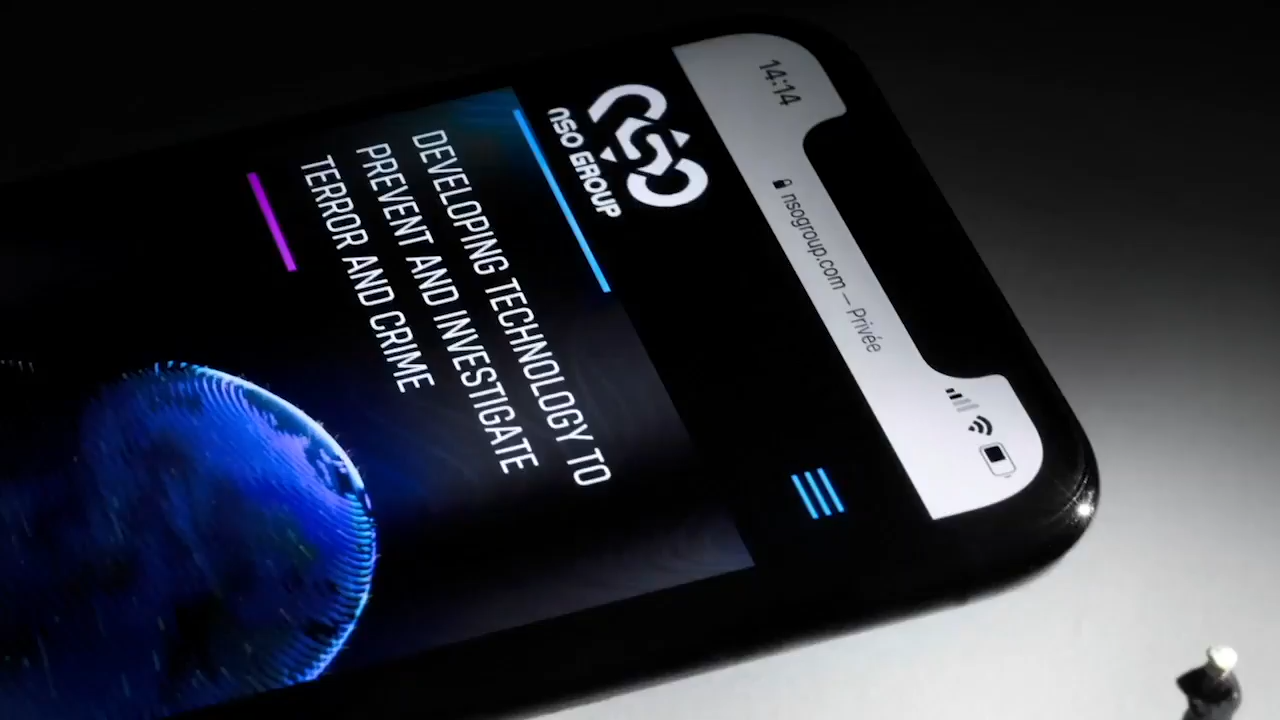 14:14
nsogroup.com — Privée
NSO GROUP
DEVELOPING TECHNOLOGY TO
PREVENT AND INVESTIGATE
TERROR AND CRIME